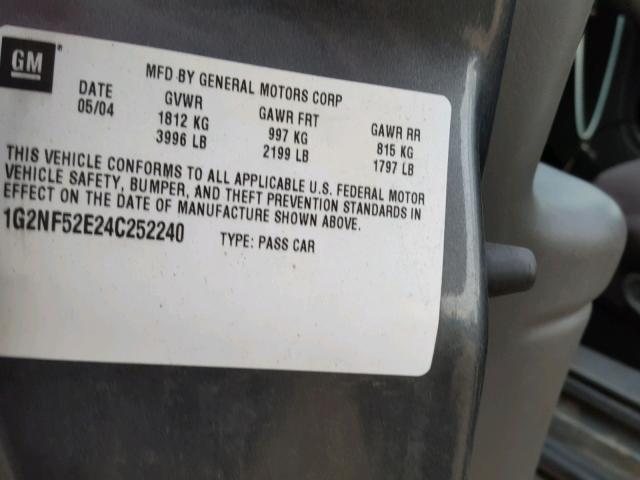 GM ®
MFD BY GENERAL MOTORS CORP
DATE GVWR GAWR FRT GAWR RR
05/04 1812 KG 997 KG 815 KG
3996 LB 2199 LB 1797 LB
THIS VEHICLE CONFORMS TO ALL APPLICABLE U.S. FEDERAL MOTOR
VEHICLE SAFETY, BUMPER, AND THEFT PREVENTION STANDARDS IN
EFFECT ON THE DATE OF MANUFACTURE SHOWN ABOVE.
1G2NF52E24C252240 TYPE: PASS CAR